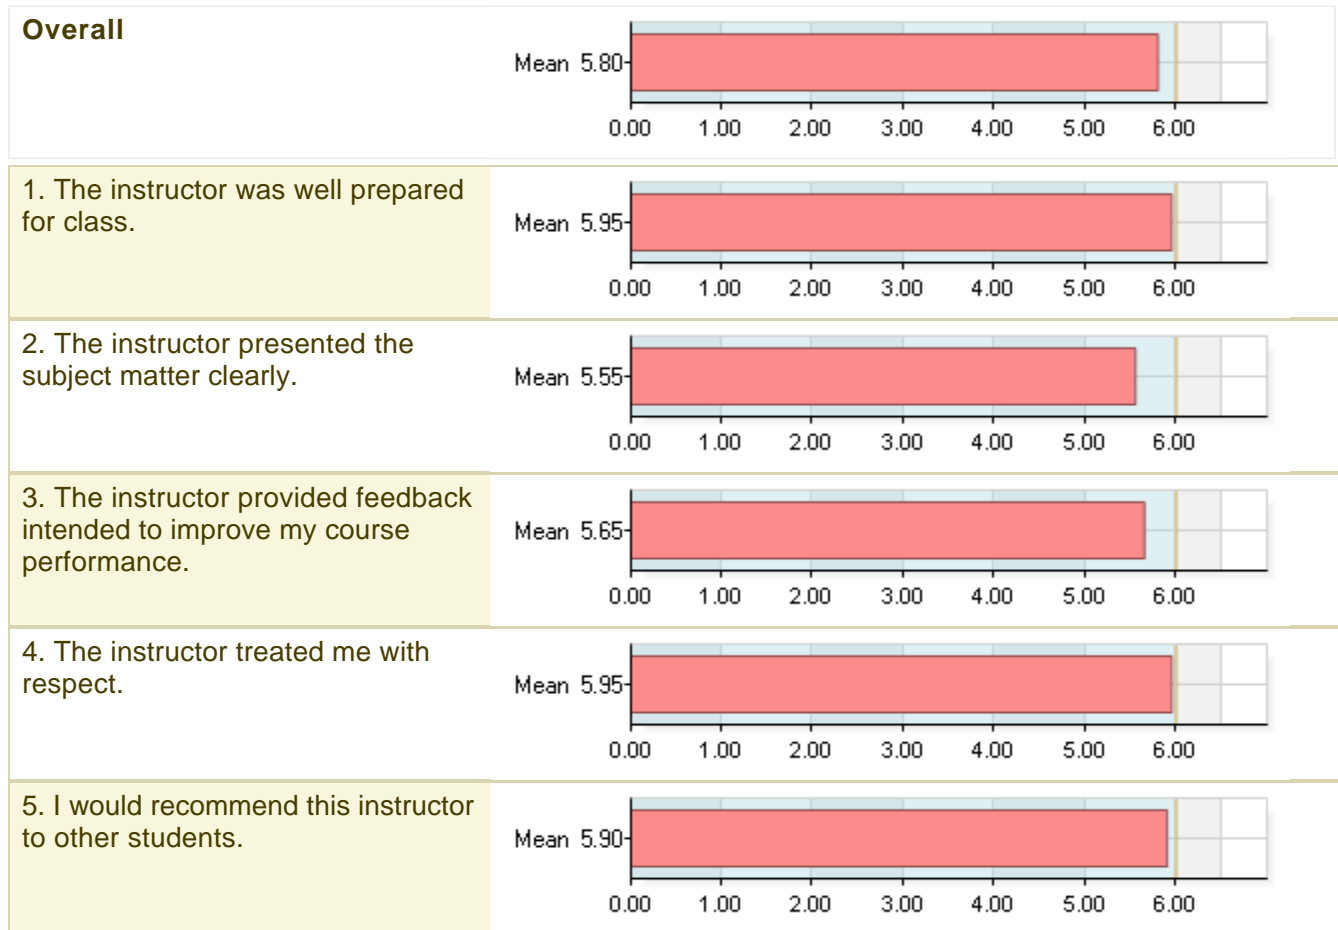 Overall
Mean 5.80
0.00 1.00 2.00 3.00 4.00 5.00 6.00
1. The instructor was well prepared
for class.
Mean 5.95
0.00 1.00 2.00 3.00 4.00 5.00 6.00
2. The instructor presented the
subject matter clearly.
Mean 5.55
0.00 1.00 2.00 3.00 4.00 5.00 6.00
3. The instructor provided feedback
intended to improve my course
performance.
Mean 5.65
0.00 1.00 2.00 3.00 4.00 5.00 6.00
4. The instructor treated me with
respect.
Mean 5.95
0.00 1.00 2.00 3.00 4.00 5.00 6.00
5. I would recommend this instructor
to other students.
Mean 5.90
0.00 1.00 2.00 3.00 4.00 5.00 6.00